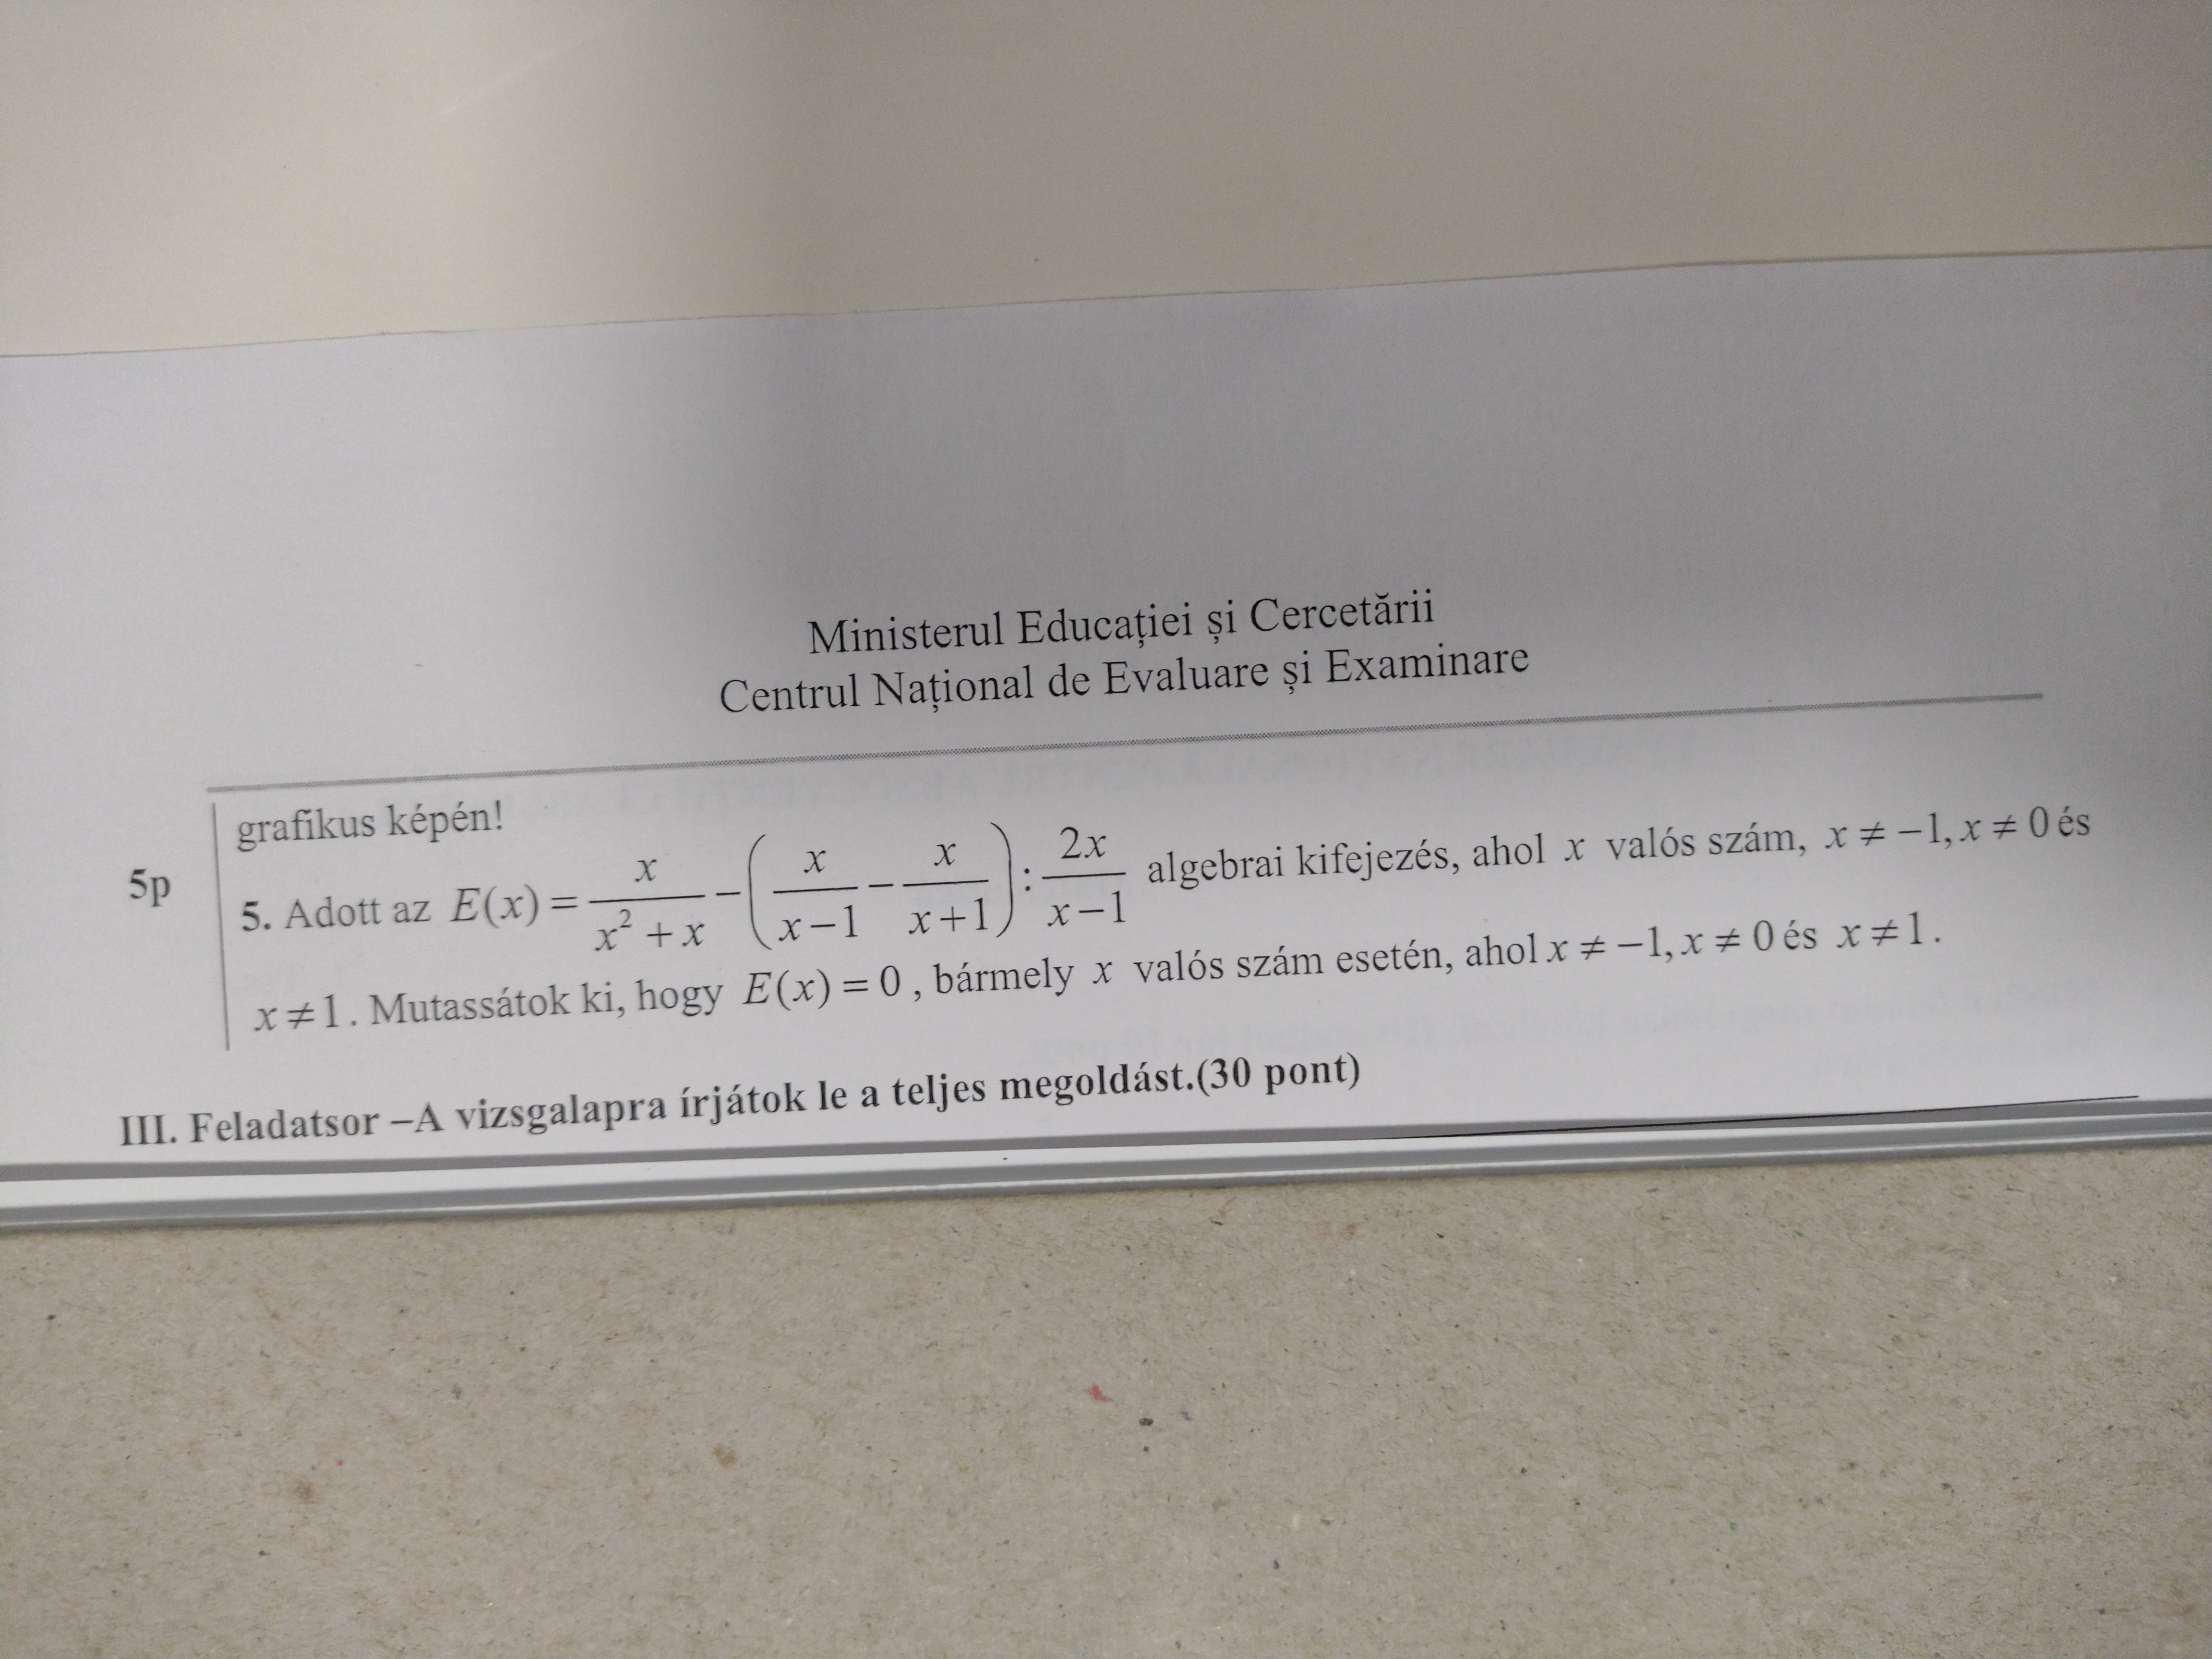 Ministerul Educației și Cercetării
Centrul Național de Evaluare și Examinare
grafikus képén!
5p 5. Adott az E(x) = x/(x² + x) − (x/(x−1) − x/(x+1)) : 2x/(x−1) algebrai kifejezés, ahol x valós szám, x ≠ −1, x ≠ 0 és
x ≠ 1. Mutassátok ki, hogy E(x) = 0, bármely x valós szám esetén, ahol x ≠ −1, x ≠ 0 és x ≠ 1.
III. Feladatsor –A vizsgalapra írjátok le a teljes megoldást.(30 pont)